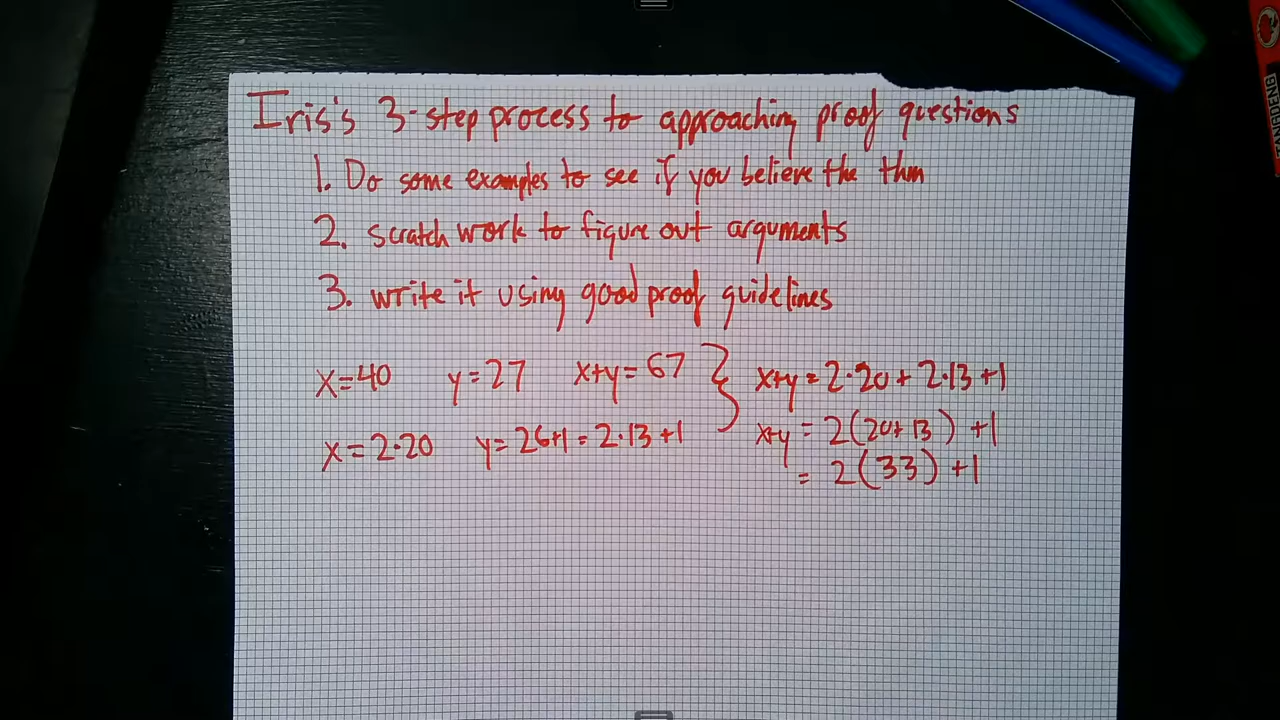 Iris's 3-step process to approaching proof questions
1. Do some examples to see if you believe the thm
2. scratch work to figure out arguments
3. write it using good proof guidelines
x=40 y=27 x+y=67 } x+y=2·20+2·13+1
x=2·20 y=26+1=2·13+1 x+y=2(20+13)+1
=2(33)+1